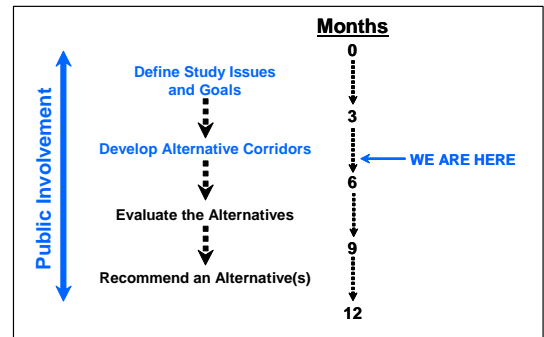 Months
0
Define Study Issues
and Goals
3
Develop Alternative Corridors
WE ARE HERE
6
Evaluate the Alternatives
9
Recommend an Alternative(s)
12
Public Involvement